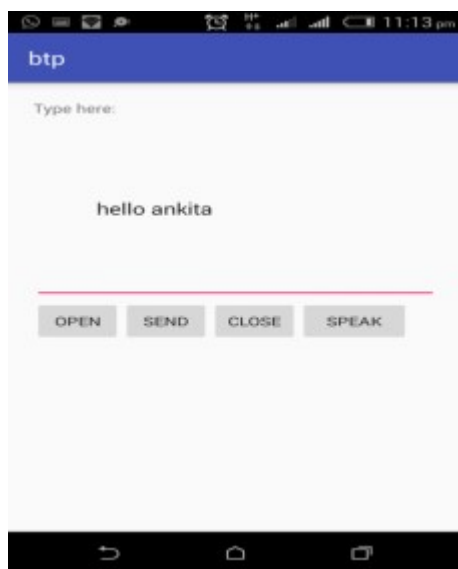 11:13 pm
btp
Type here:
hello ankita
OPEN SEND CLOSE SPEAK